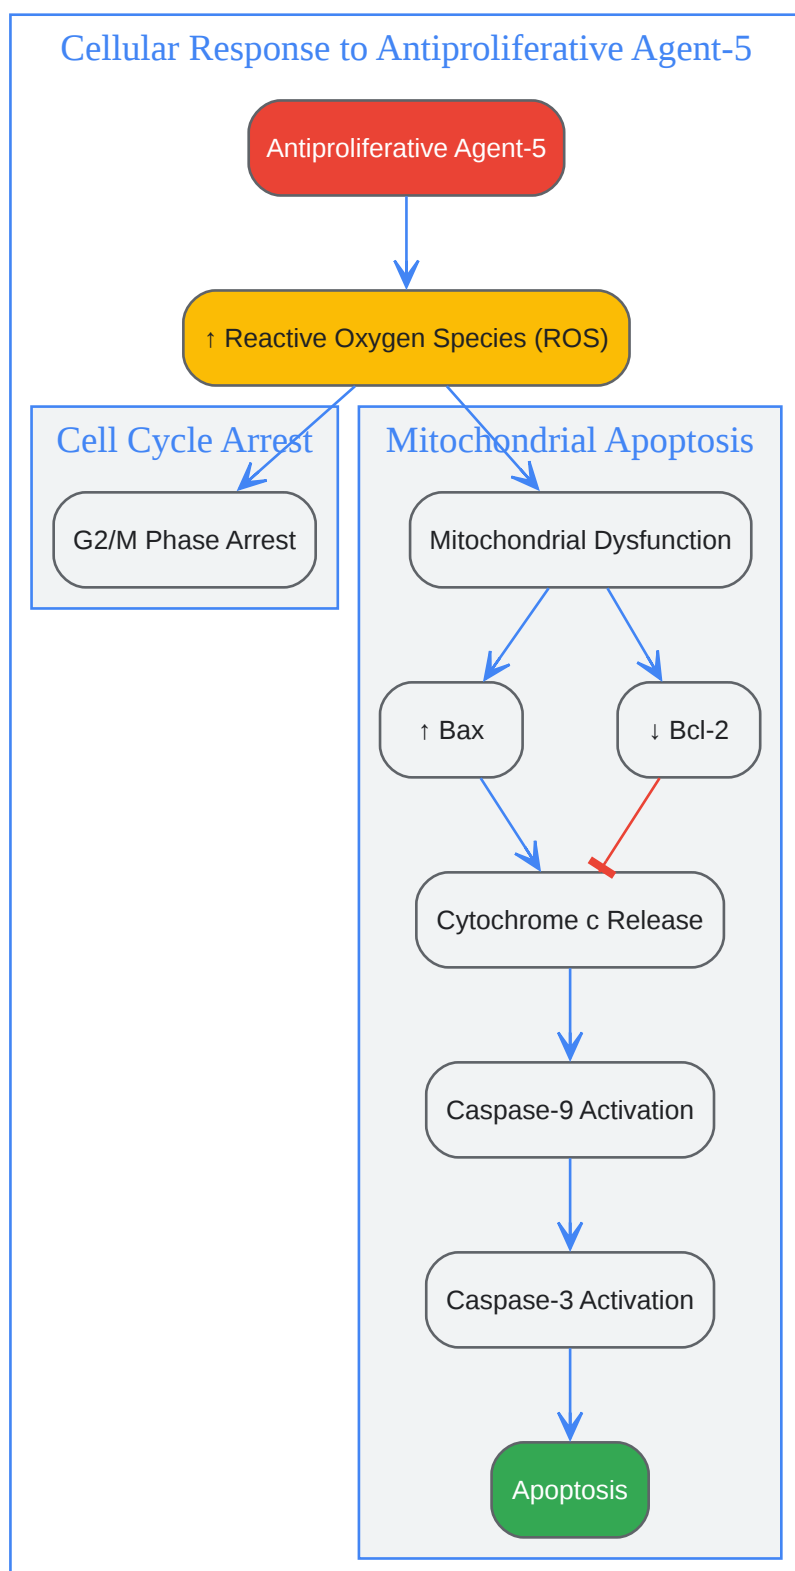 Cellular Response to Antiproliferative Agent-5
Antiproliferative Agent-5
↑ Reactive Oxygen Species (ROS)
Cell Cycle Arrest
Mitochondrial Apoptosis
G2/M Phase Arrest
Mitochondrial Dysfunction
↑ Bax
↓ Bcl-2
Cytochrome c Release
Caspase-9 Activation
Caspase-3 Activation
Apoptosis